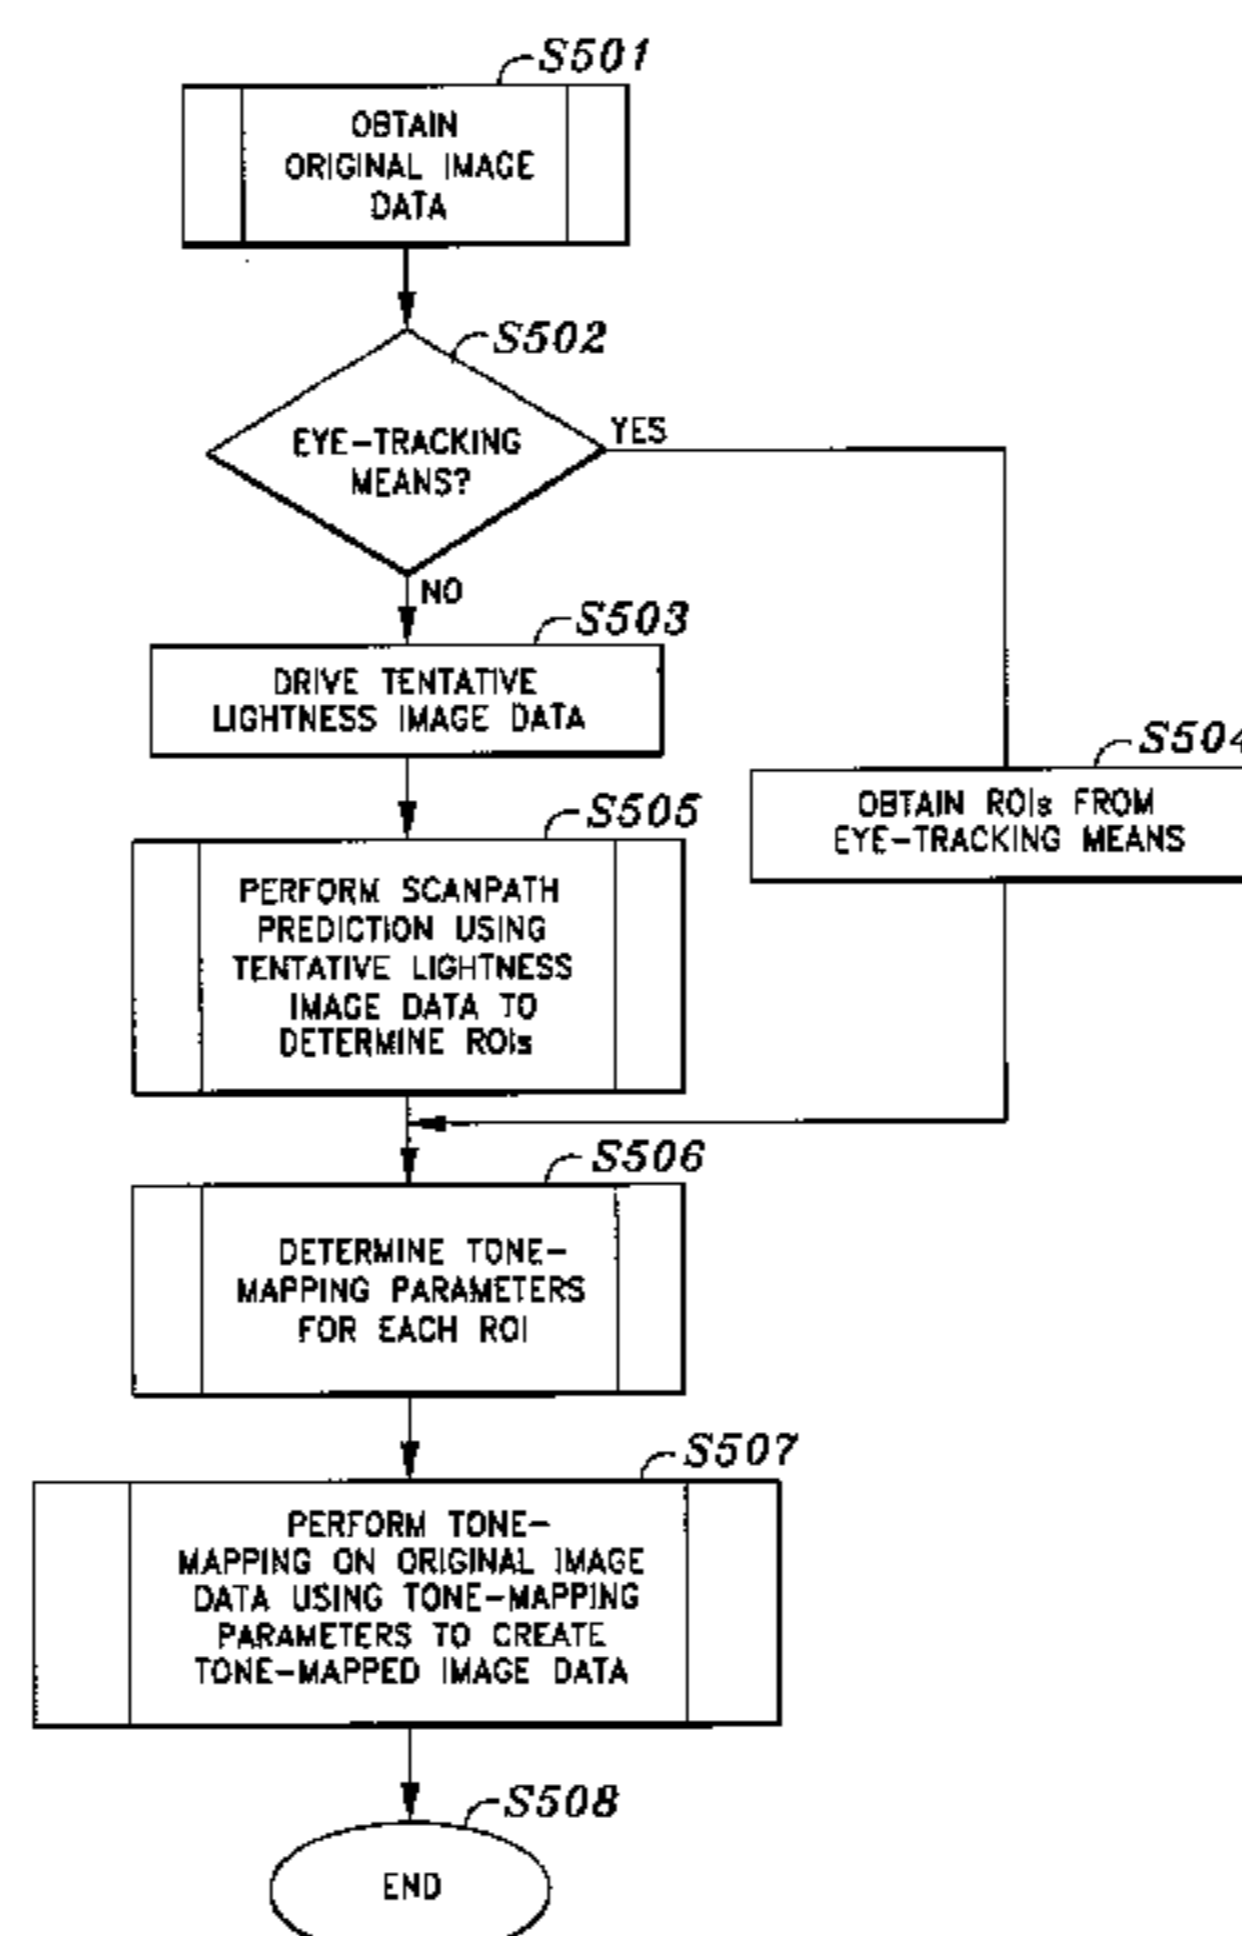 S501
OBTAIN
ORIGINAL IMAGE
DATA
S502
EYE-TRACKING
MEANS?
YES
NO
S503
DRIVE TENTATIVE
LIGHTNESS IMAGE DATA
S504
OBTAIN ROIs FROM
EYE-TRACKING MEANS
S505
PERFORM SCANPATH
PREDICTION USING
TENTATIVE LIGHTNESS
IMAGE DATA TO
DETERMINE ROIs
S506
DETERMINE TONE-
MAPPING PARAMETERS
FOR EACH ROI
S507
PERFORM TONE-
MAPPING ON ORIGINAL IMAGE
DATA USING TONE-MAPPING
PARAMETERS TO CREATE
TONE-MAPPED IMAGE DATA
S508
END